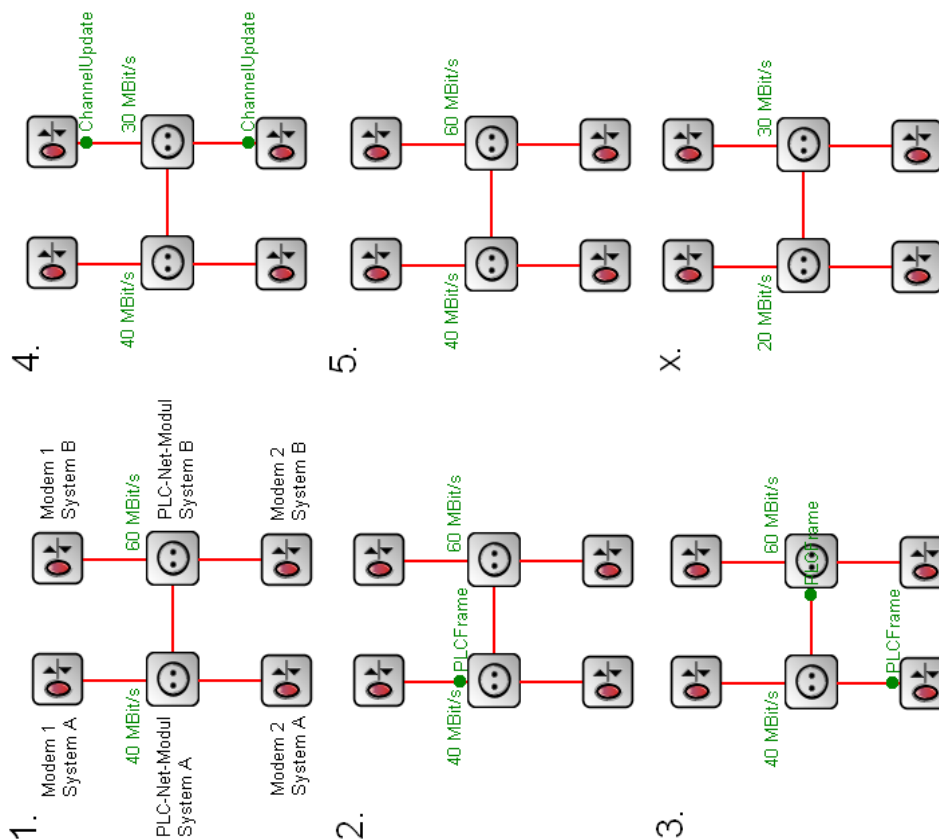 1.
Modem 1
System A
Modem 1
System B
40 MBit/s
60 MBit/s
PLC-Net-Modul
System A
PLC-Net-Modul
System B
Modem 2
System A
Modem 2
System B
2.
40 MBit/s
PLCFrame
60 MBit/s
3.
40 MBit/s
60 MBit/s
PLCFrame
PLCFrame
4.
40 MBit/s
ChannelUpdate
30 MBit/s
ChannelUpdate
5.
40 MBit/s
60 MBit/s
X.
20 MBit/s
30 MBit/s